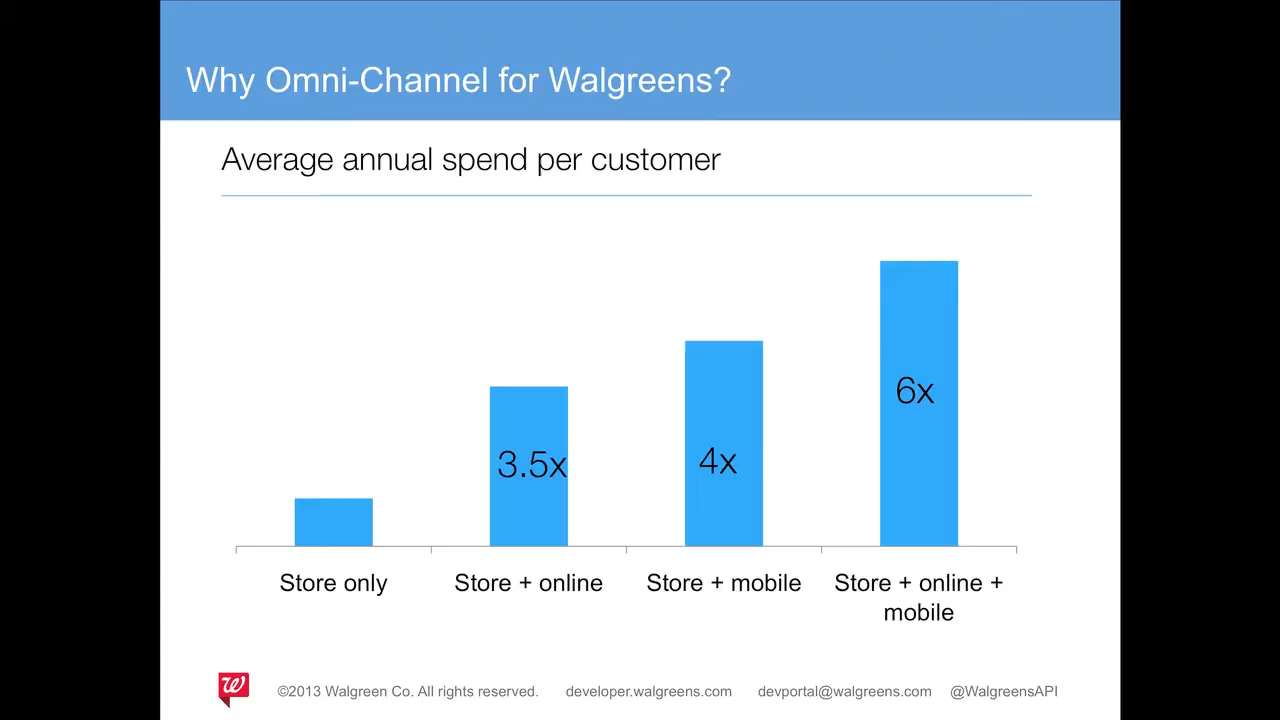 Why Omni-Channel for Walgreens?
Average annual spend per customer
3.5x
4x
6x
Store only
Store + online
Store + mobile
Store + online +
mobile
©2013 Walgreen Co. All rights reserved. developer.walgreens.com devportal@walgreens.com @WalgreensAPI